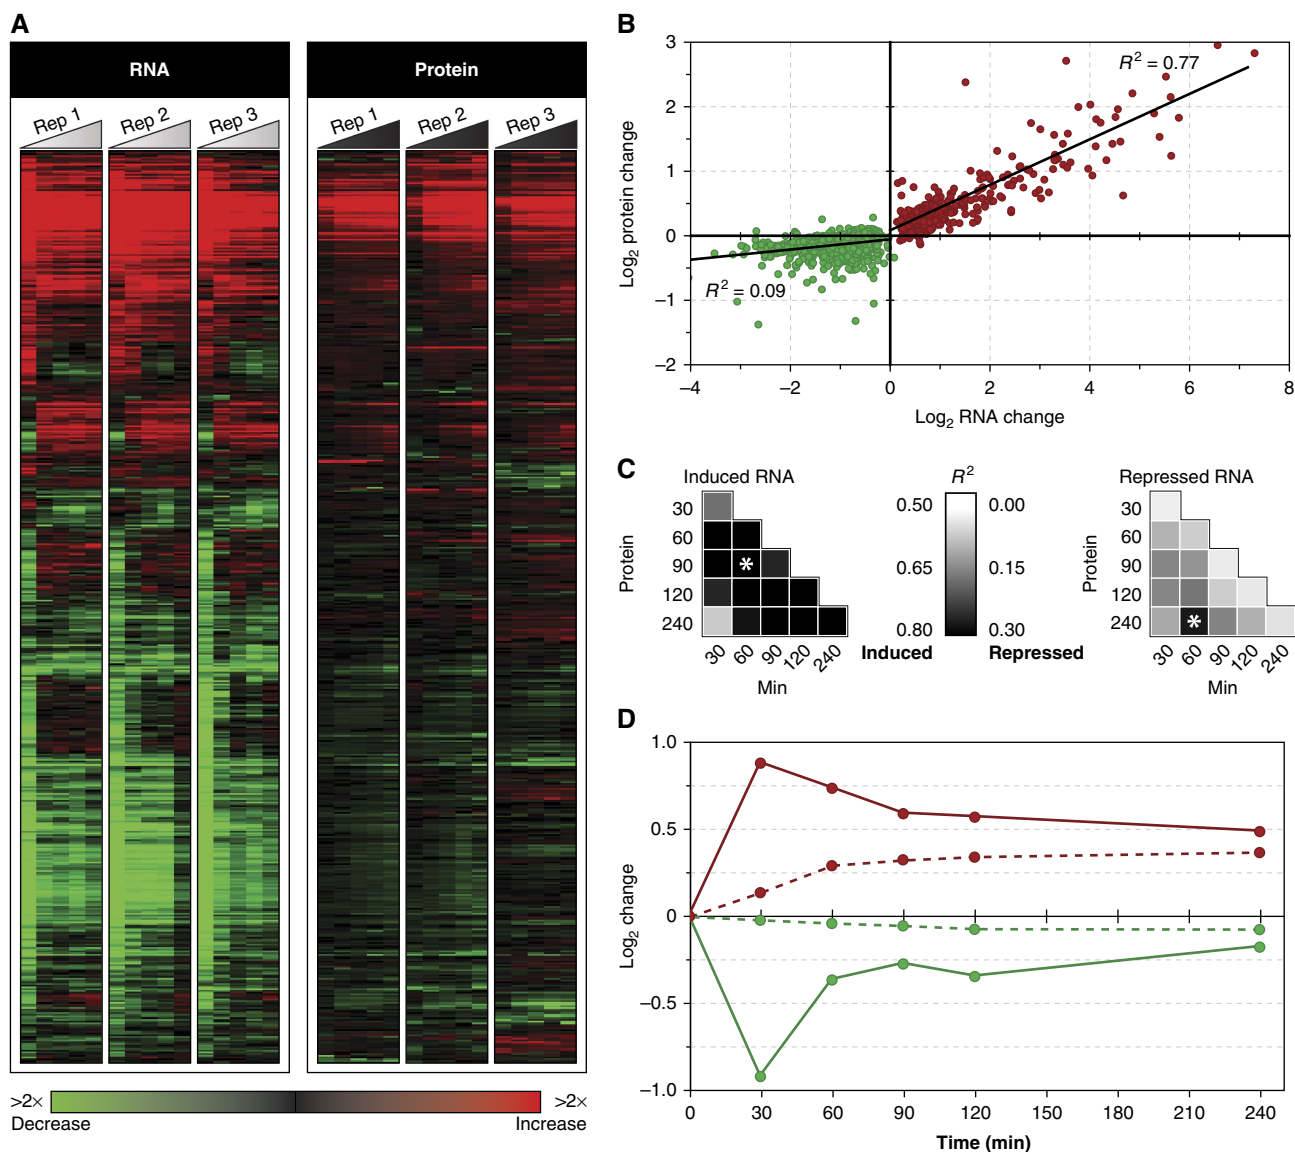 A
RNA
Protein
Rep 1
Rep 2
Rep 3
Rep 1
Rep 2
Rep 3
>2×
>2×
Decrease
Increase
B
Log2 protein change
3
2
1
0
−1
−2
R2 = 0.77
R2 = 0.09
−4
−2
0
2
4
6
8
Log2 RNA change
C
Induced RNA
Protein
30
60
90
120
240
*
30
60
90
120
240
Min
R2
0.50
0.00
0.65
0.15
0.80
0.30
Induced
Repressed
Repressed RNA
Protein
30
60
90
120
240
*
30
60
90
120
240
Min
D
Log2 change
1.0
0.5
0
−0.5
−1.0
0
30
60
90
120
150
180
210
240
Time (min)